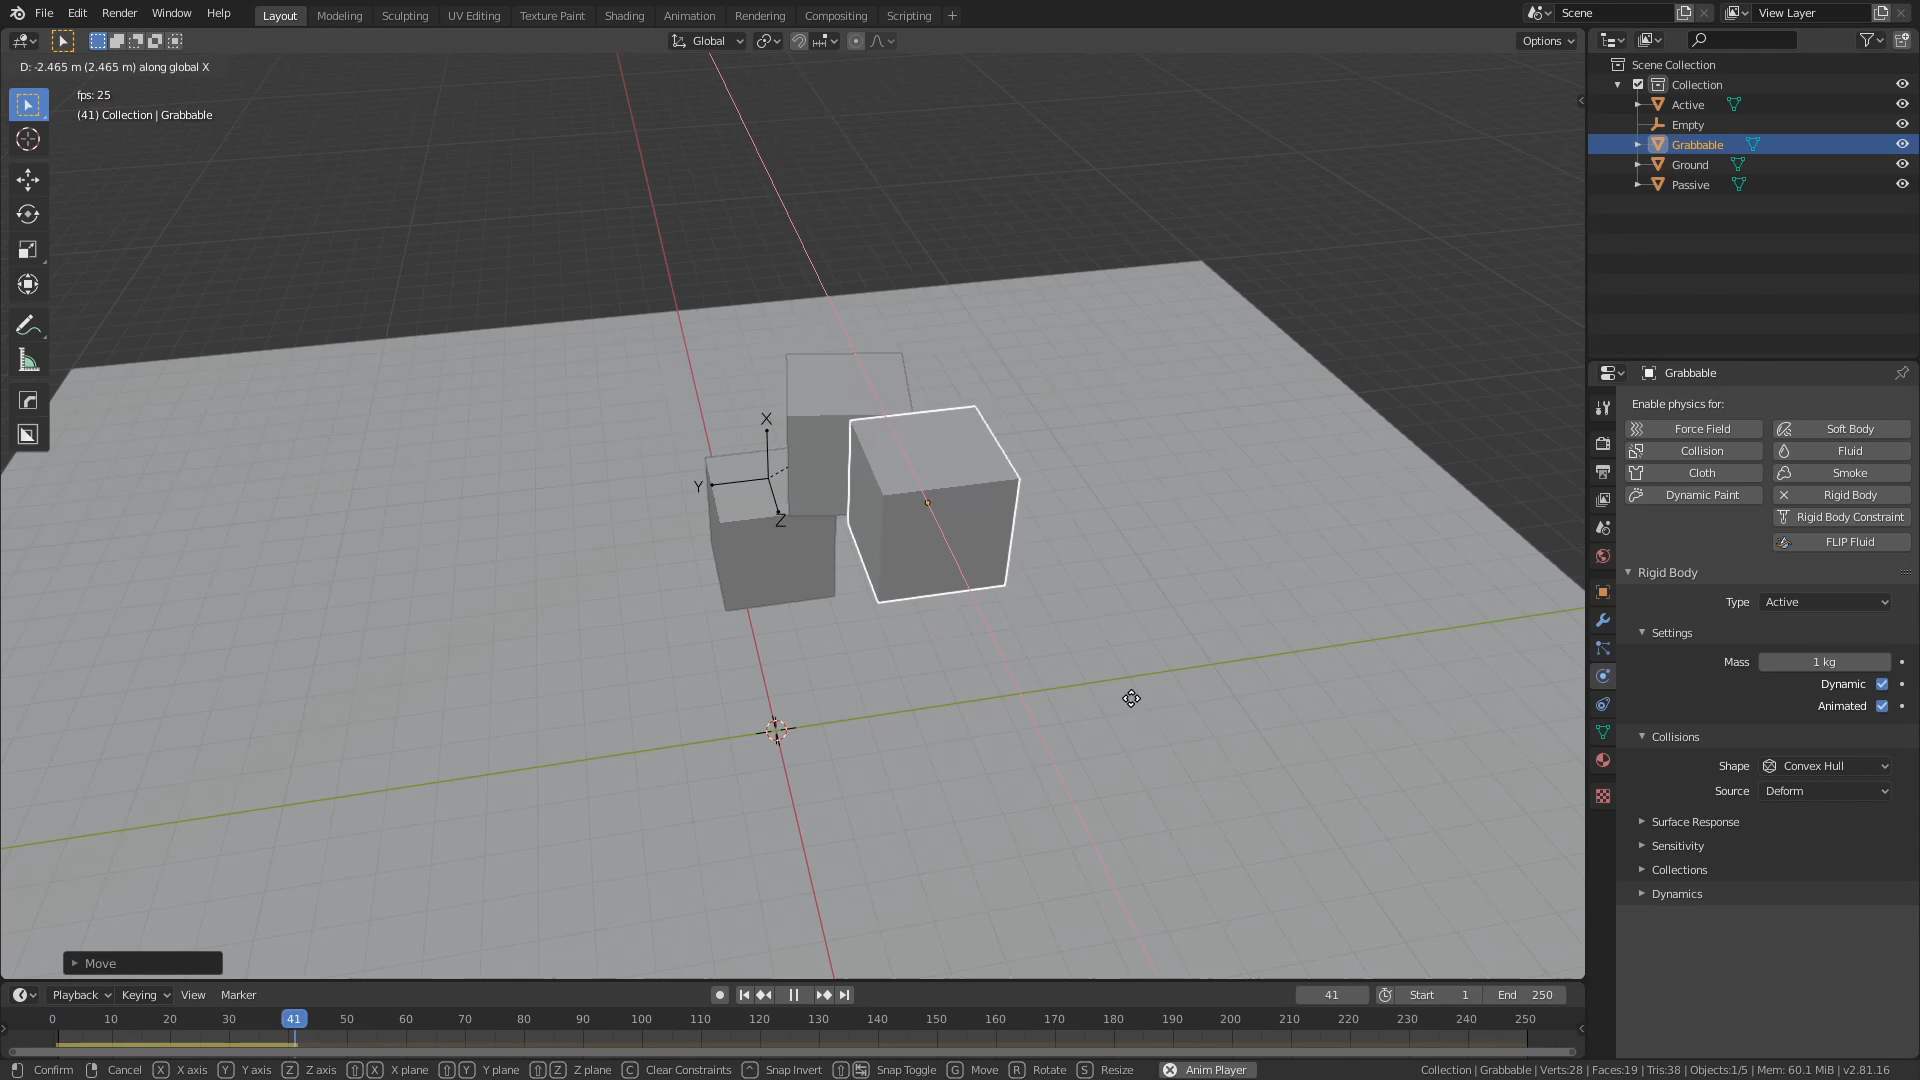 File Edit Render Window Help Layout Modeling Sculpting UV Editing Texture Paint Shading Animation Rendering Compositing Scripting + Scene View Layer
Global Options
D: -2.465 m (2.465 m) along global X
fps: 25
(41) Collection | Grabbable
X
Y
Z
Move
Scene Collection
Collection
Active
Empty
Grabbable
Ground
Passive
Grabbable
Enable physics for:
Force Field Soft Body
Collision Fluid
Cloth Smoke
Dynamic Paint Rigid Body
Rigid Body Constraint
FLIP Fluid
Rigid Body
Type Active
Settings
Mass 1 kg
Dynamic
Animated
Collisions
Shape Convex Hull
Source Deform
Surface Response
Sensitivity
Collections
Dynamics
Playback Keying View Marker 41 Start 1 End 250
0 10 20 30 41 50 60 70 80 90 100 110 120 130 140 150 160 170 180 190 200 210 220 230 240 250
Confirm Cancel X X axis Y Y axis Z Z axis X X plane Y Y plane Z Z plane C Clear Constraints Snap Invert Snap Toggle G Move R Rotate S Resize Anim Player Collection | Grabbable | Verts:28 | Faces:19 | Tris:38 | Objects:1/5 | Mem: 60.1 MiB | v2.81.16